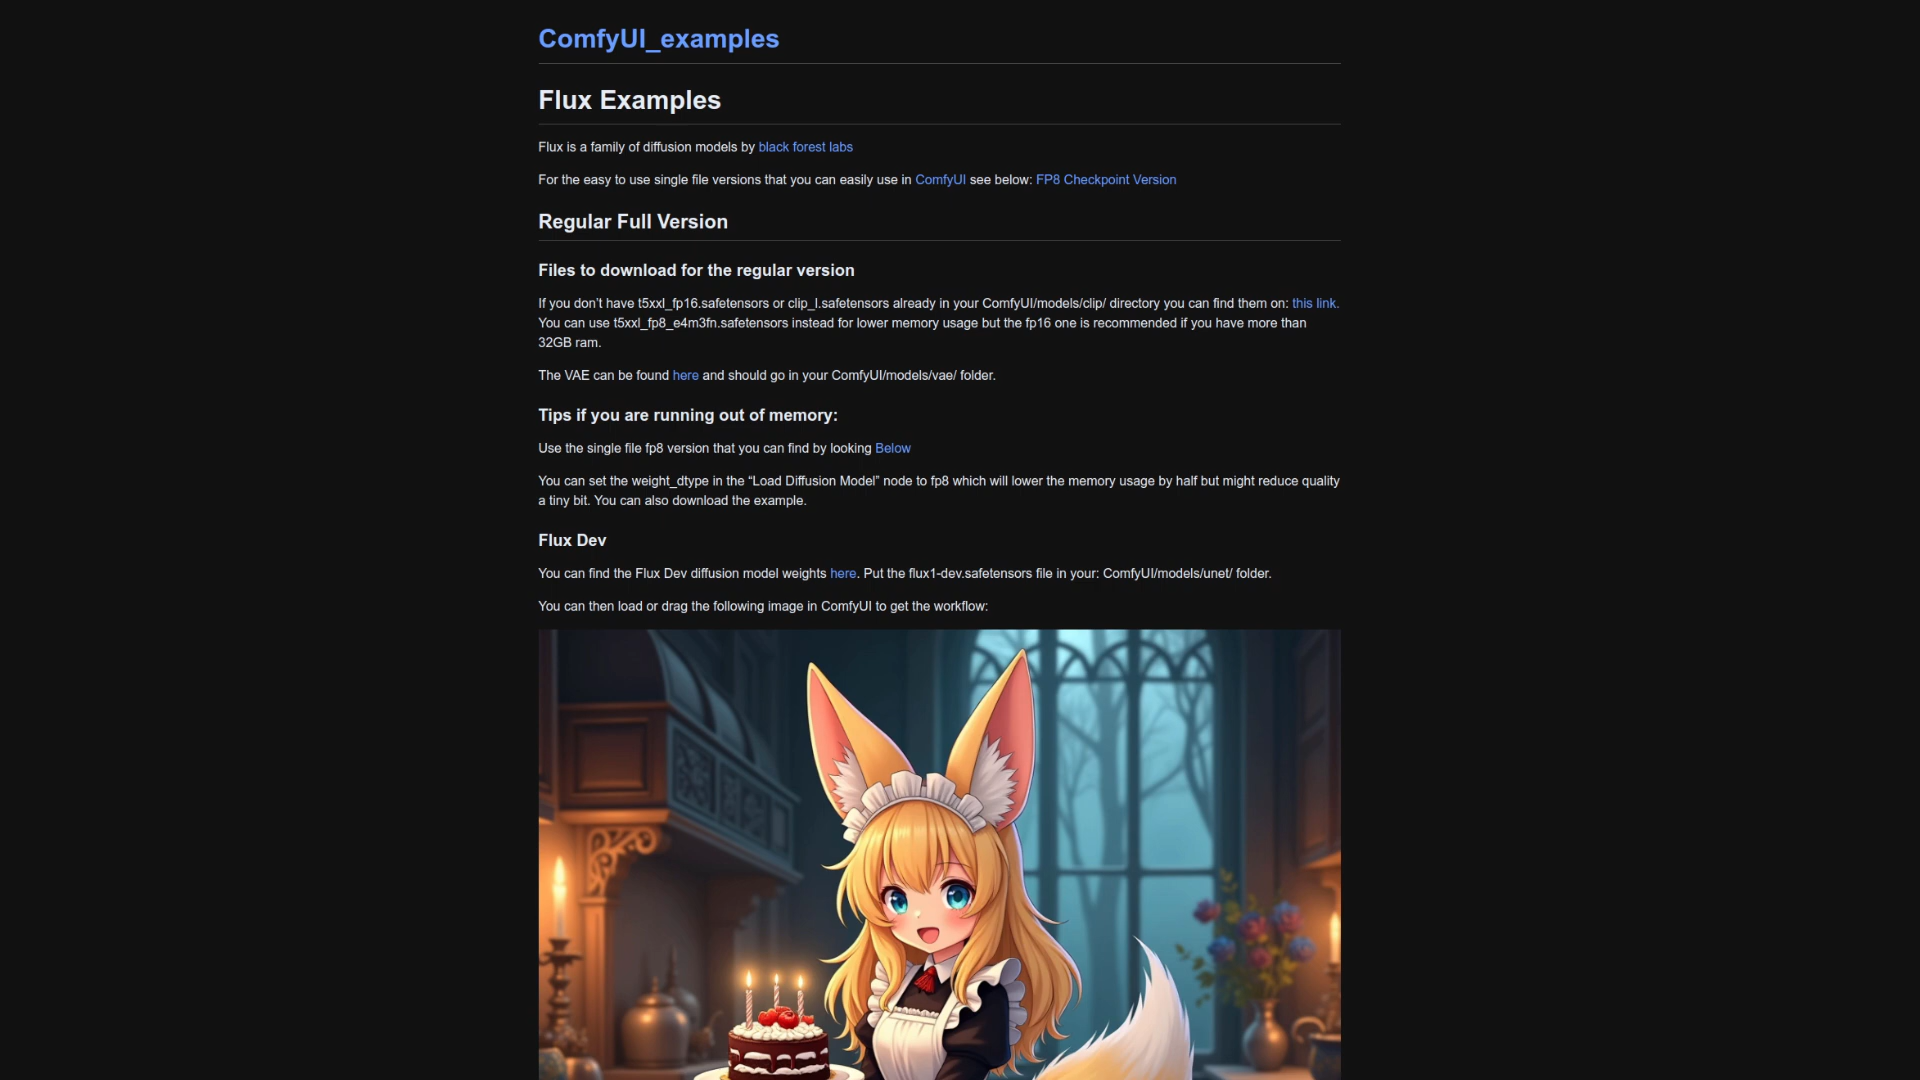 ComfyUI_examples
Flux Examples
Flux is a family of diffusion models by black forest labs
For the easy to use single file versions that you can easily use in ComfyUI see below: FP8 Checkpoint Version
Regular Full Version
Files to download for the regular version
If you don’t have t5xxl_fp16.safetensors or clip_l.safetensors already in your ComfyUI/models/clip/ directory you can find them on: this link.
You can use t5xxl_fp8_e4m3fn.safetensors instead for lower memory usage but the fp16 one is recommended if you have more than
32GB ram.
The VAE can be found here and should go in your ComfyUI/models/vae/ folder.
Tips if you are running out of memory:
Use the single file fp8 version that you can find by looking Below
You can set the weight_dtype in the “Load Diffusion Model” node to fp8 which will lower the memory usage by half but might reduce quality
a tiny bit. You can also download the example.
Flux Dev
You can find the Flux Dev diffusion model weights here. Put the flux1-dev.safetensors file in your: ComfyUI/models/unet/ folder.
You can then load or drag the following image in ComfyUI to get the workflow: